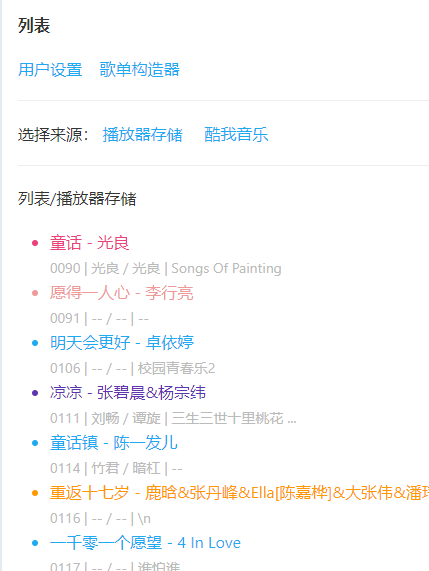 列表
用户设置 歌单构造器
选择来源： 播放器存储 酷我音乐
列表/播放器存储
童话 - 光良
0090 | 光良 / 光良 | Songs Of Painting
愿得一人心 - 李行亮
0091 | -- / -- | --
明天会更好 - 卓依婷
0106 | -- / -- | 校园青春乐2
凉凉 - 张碧晨&杨宗纬
0111 | 刘畅 / 谭旋 | 三生三世十里桃花 ...
童话镇 - 陈一发儿
0114 | 竹君 / 暗杠 | --
重返十七岁 - 鹿晗&张丹峰&Ella[陈嘉桦]&大张伟&潘玮
0116 | -- / -- | \n
一千零一个愿望 - 4 In Love
0117 | -- / -- | 谁怕谁